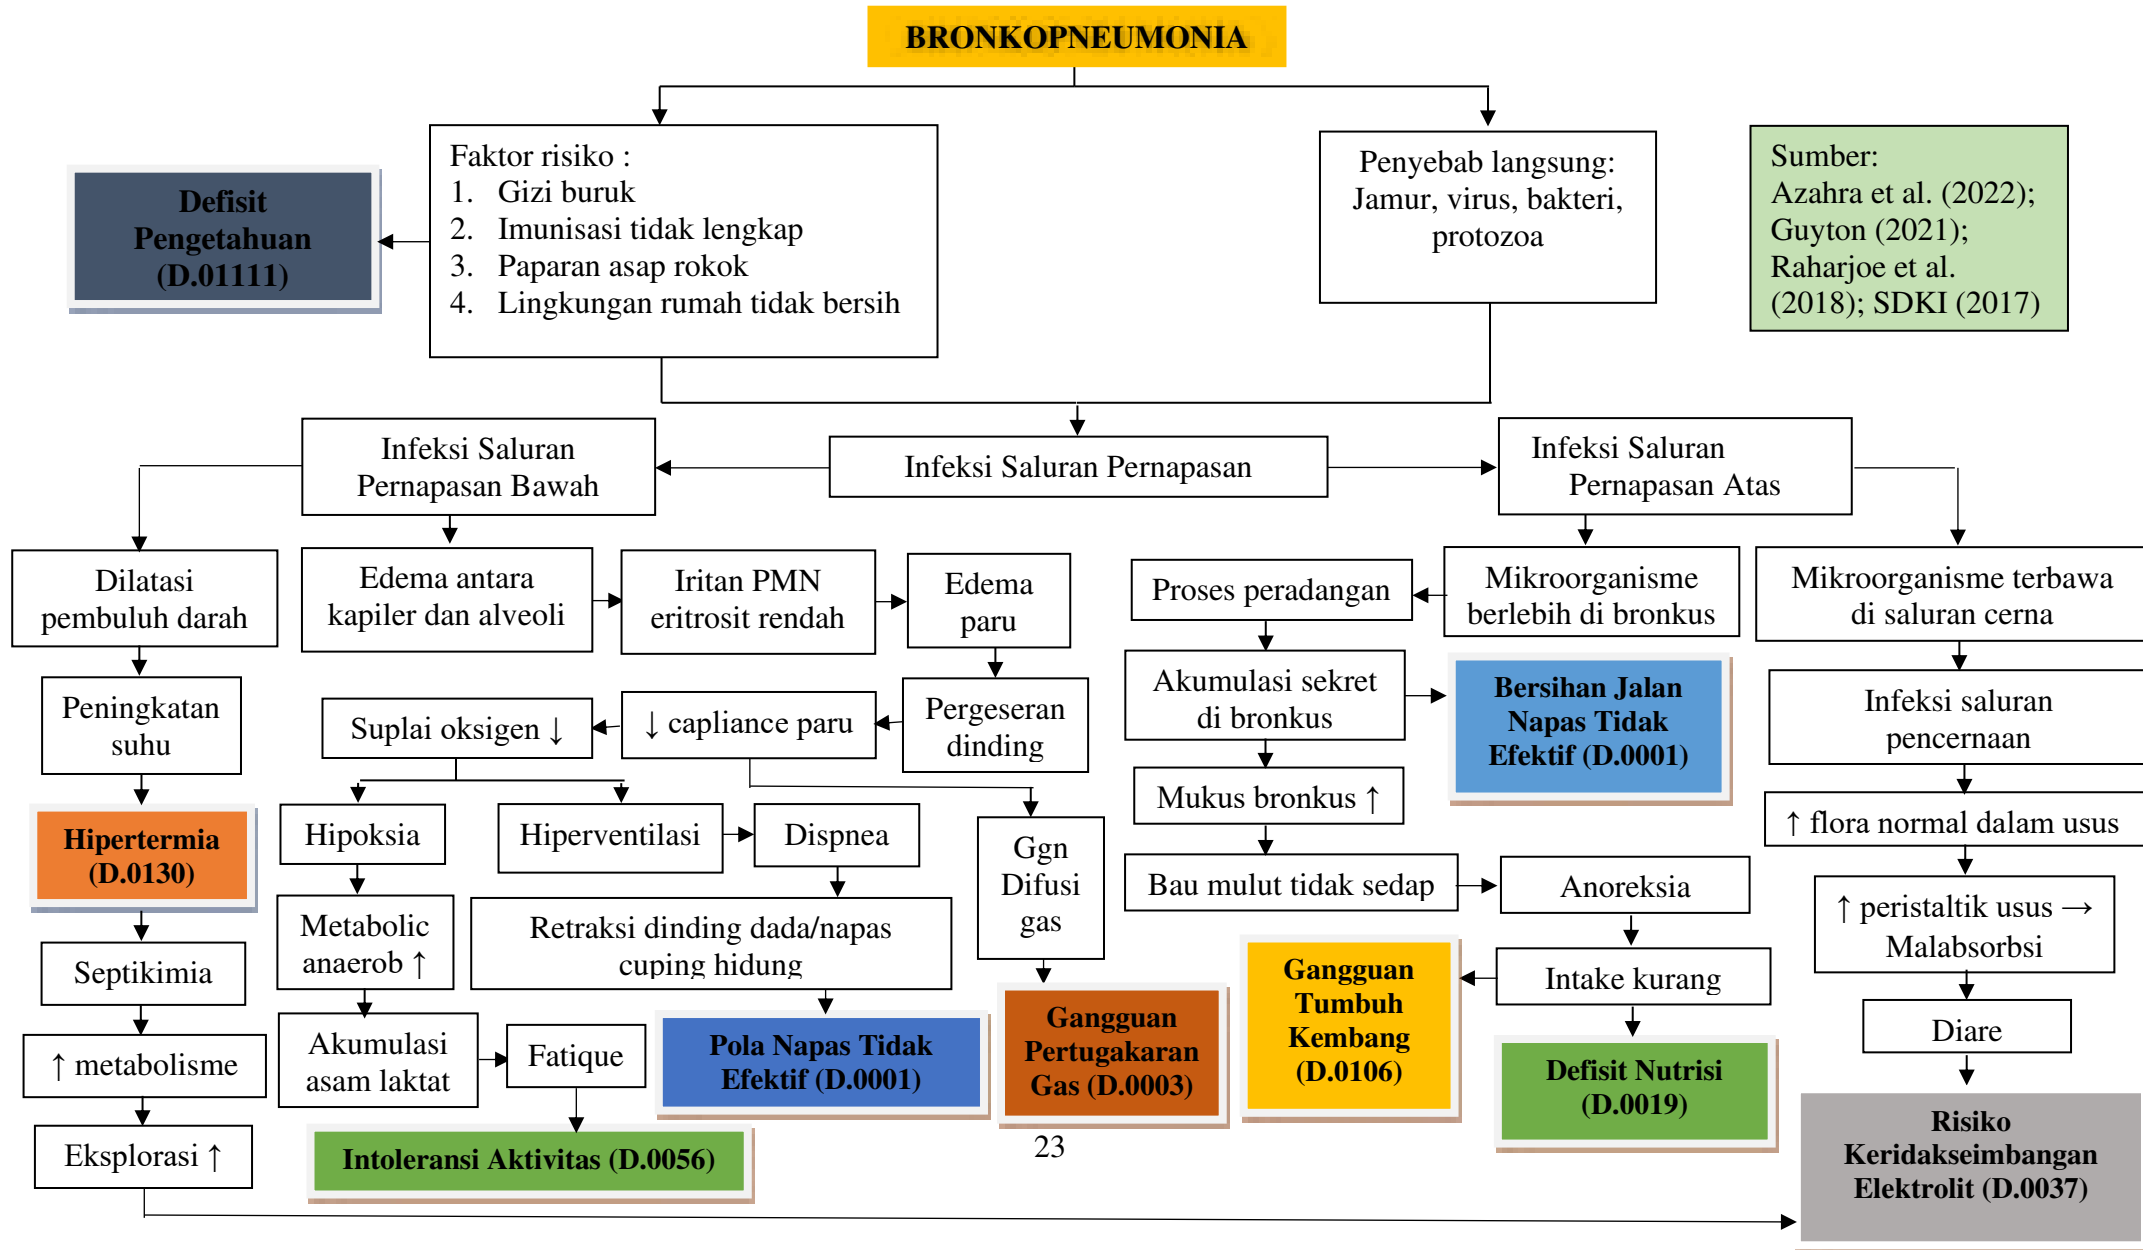 BRONKOPNEUMONIA
Defisit
Pengetahuan
(D.01111)
Faktor risiko :
1. Gizi buruk
2. Imunisasi tidak lengkap
3. Paparan asap rokok
4. Lingkungan rumah tidak bersih
Penyebab langsung:
Jamur, virus, bakteri,
protozoa
Sumber:
Azahra et al. (2022);
Guyton (2021);
Raharjoe et al.
(2018); SDKI (2017)
Infeksi Saluran
Pernapasan Bawah
Infeksi Saluran Pernapasan
Infeksi Saluran
Pernapasan Atas
Dilatasi
pembuluh darah
Edema antara
kapiler dan alveoli
Iritan PMN
eritrosit rendah
Edema
paru
Proses peradangan
Mikroorganisme
berlebih di bronkus
Mikroorganisme terbawa
di saluran cerna
Peningkatan
suhu
Suplai oksigen ↓
↓ capliance paru
Pergeseran
dinding
Akumulasi sekret
di bronkus
Bersihan Jalan
Napas Tidak
Efektif (D.0001)
Infeksi saluran
pencernaan
Hipertermia
(D.0130)
Hipoksia
Hiperventilasi
Dispnea
Ggn
Difusi
gas
Mukus bronkus ↑
↑ flora normal dalam usus
Bau mulut tidak sedap
Anoreksia
Septikimia
Metabolic
anaerob ↑
Retraksi dinding dada/napas
cuping hidung
Gangguan
Tumbuh
Kembang
(D.0106)
Intake kurang
↑ peristaltik usus →
Malabsorbsi
↑ metabolisme
Akumulasi
asam laktat
Fatique
Pola Napas Tidak
Efektif (D.0001)
Gangguan
Pertugakaran
Gas (D.0003)
Defisit Nutrisi
(D.0019)
Diare
Eksplorasi ↑
Intoleransi Aktivitas (D.0056)
23
Risiko
Keridakseimbangan
Elektrolit (D.0037)